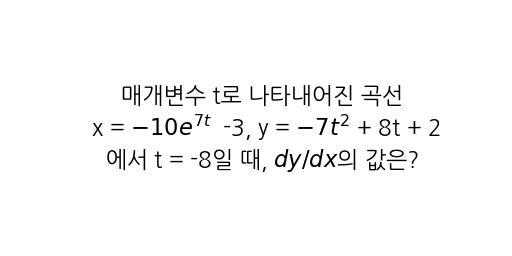 매개변수 t로 나타내어진 곡선
x = −10e^{7t} -3, y = −7t² + 8t + 2
에서 t = -8일 때, dy/dx의 값은?